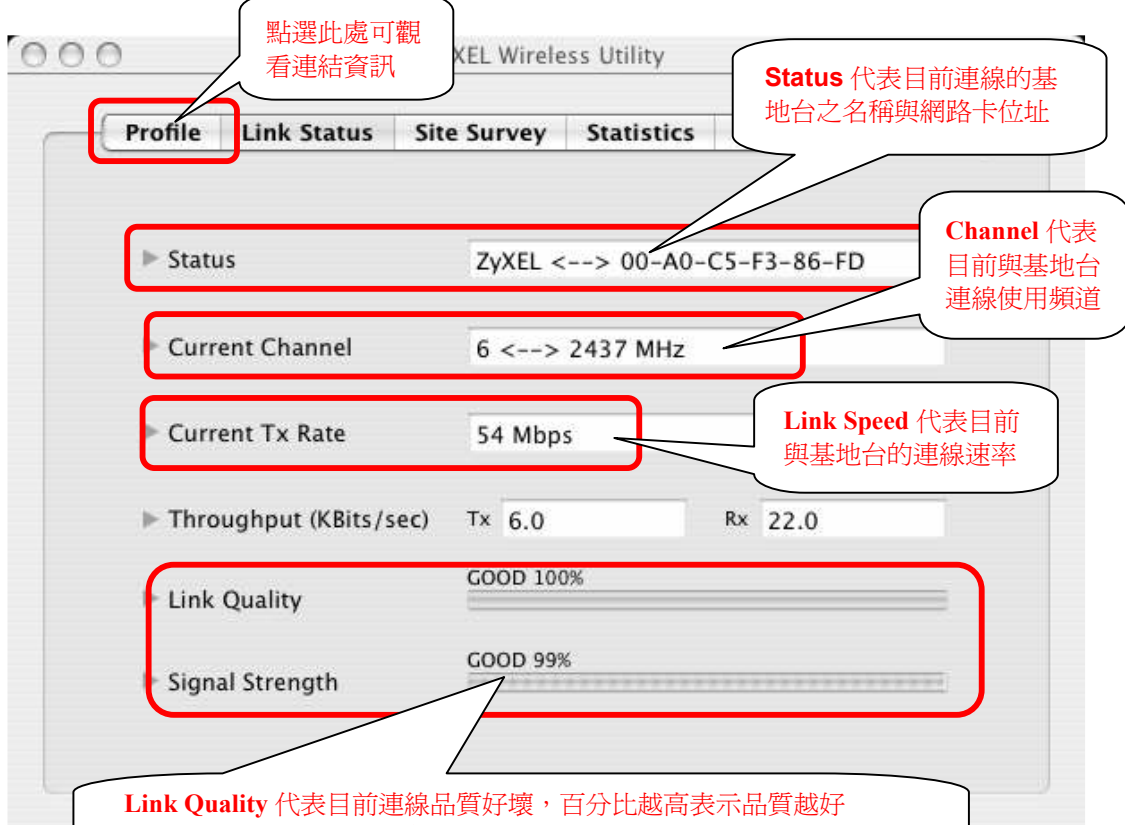 點選此處可觀
看連結資訊
XEL Wireless Utility
Status 代表目前連線的基
地台之名稱與網路卡位址
Profile
Link Status
Site Survey
Statistics
Channel 代表
目前與基地台
連線使用頻道
Status
ZyXEL <--> 00-A0-C5-F3-86-FD
Current Channel
6 <--> 2437 MHz
Link Speed 代表目前
與基地台的連線速率
Current Tx Rate
54 Mbps
Throughput (KBits/sec)
Tx 6.0
Rx 22.0
Link Quality
GOOD 100%
Signal Strength
GOOD 99%
Link Quality 代表目前連線品質好壞，百分比越高表示品質越好